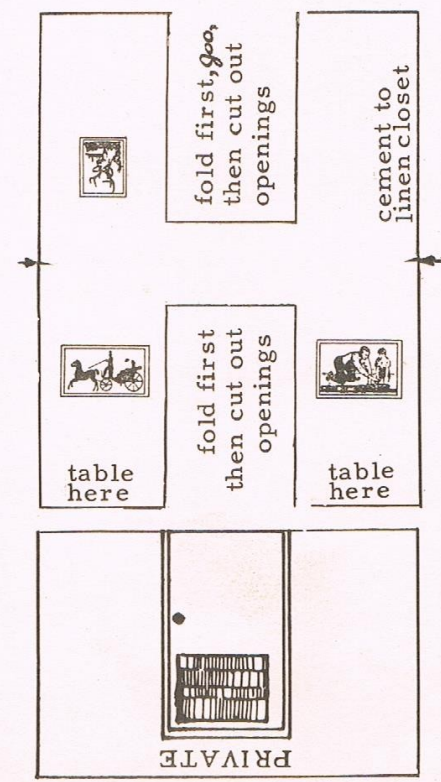 fold first, goo,
then cut out
openings
cement to
linen closet
fold first
then cut out
openings
table
here
table
here
PRIVATE